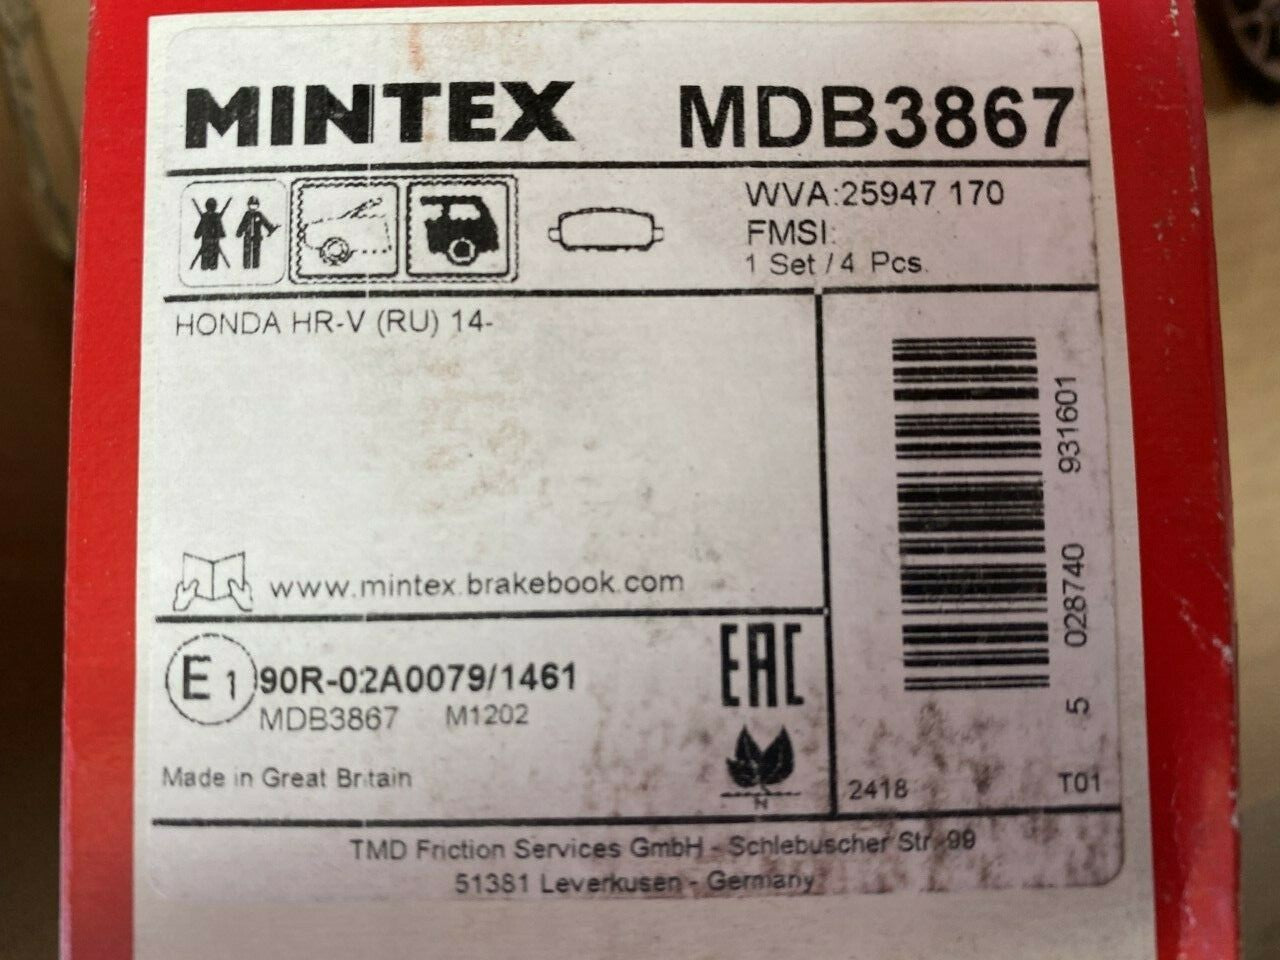 MINTEX MDB3867
WVA:25947 170
FMSI:
1 Set / 4 Pcs.
HONDA HR-V (RU) 14-
www.mintex.brakebook.com
E1 90R-02A0079/1461
MDB3867 M1202
EAC
Made in Great Britain
N
5 028740 931601
2418 T01
TMD Friction Services GmbH - Schlebuscher Str. 99
51381 Leverkusen - Germany